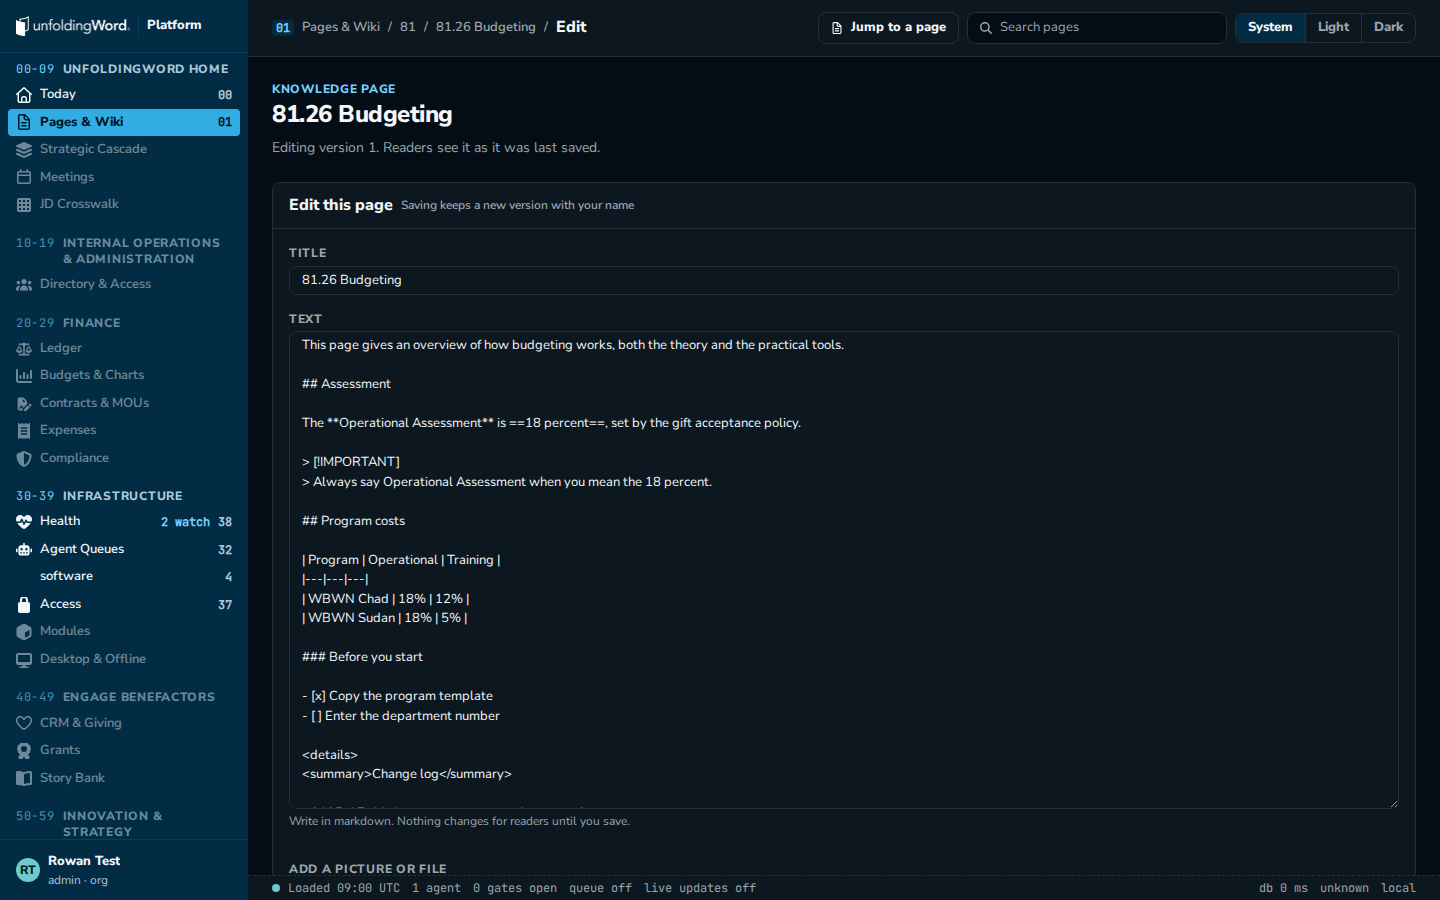 unfoldingWord. Platform
01 Pages & Wiki / 81 / 81.26 Budgeting / Edit
Jump to a page
Search pages
System Light Dark
00-09 UNFOLDINGWORD HOME
Today 00
Pages & Wiki 01
Strategic Cascade
Meetings
JD Crosswalk
10-19 INTERNAL OPERATIONS
& ADMINISTRATION
Directory & Access
20-29 FINANCE
Ledger
Budgets & Charts
Contracts & MOUs
Expenses
Compliance
30-39 INFRASTRUCTURE
Health 2 watch 38
Agent Queues 32
software 4
Access 37
Modules
Desktop & Offline
40-49 ENGAGE BENEFACTORS
CRM & Giving
Grants
Story Bank
50-59 INNOVATION &
STRATEGY
RT Rowan Test
admin · org
KNOWLEDGE PAGE
81.26 Budgeting
Editing version 1. Readers see it as it was last saved.
Edit this page Saving keeps a new version with your name
TITLE
81.26 Budgeting
TEXT
This page gives an overview of how budgeting works, both the theory and the practical tools.
## Assessment
The **Operational Assessment** is ==18 percent==, set by the gift acceptance policy.
> [!IMPORTANT]
> Always say Operational Assessment when you mean the 18 percent.
## Program costs
| Program | Operational | Training |
|---|---|---|
| WBWN Chad | 18% | 12% |
| WBWN Sudan | 18% | 5% |
### Before you start
- [x] Copy the program template
- [ ] Enter the department number
<details>
<summary>Change log</summary>
Write in markdown. Nothing changes for readers until you save.
ADD A PICTURE OR FILE
Loaded 09:00 UTC 1 agent 0 gates open queue off live updates off
db 0 ms unknown local